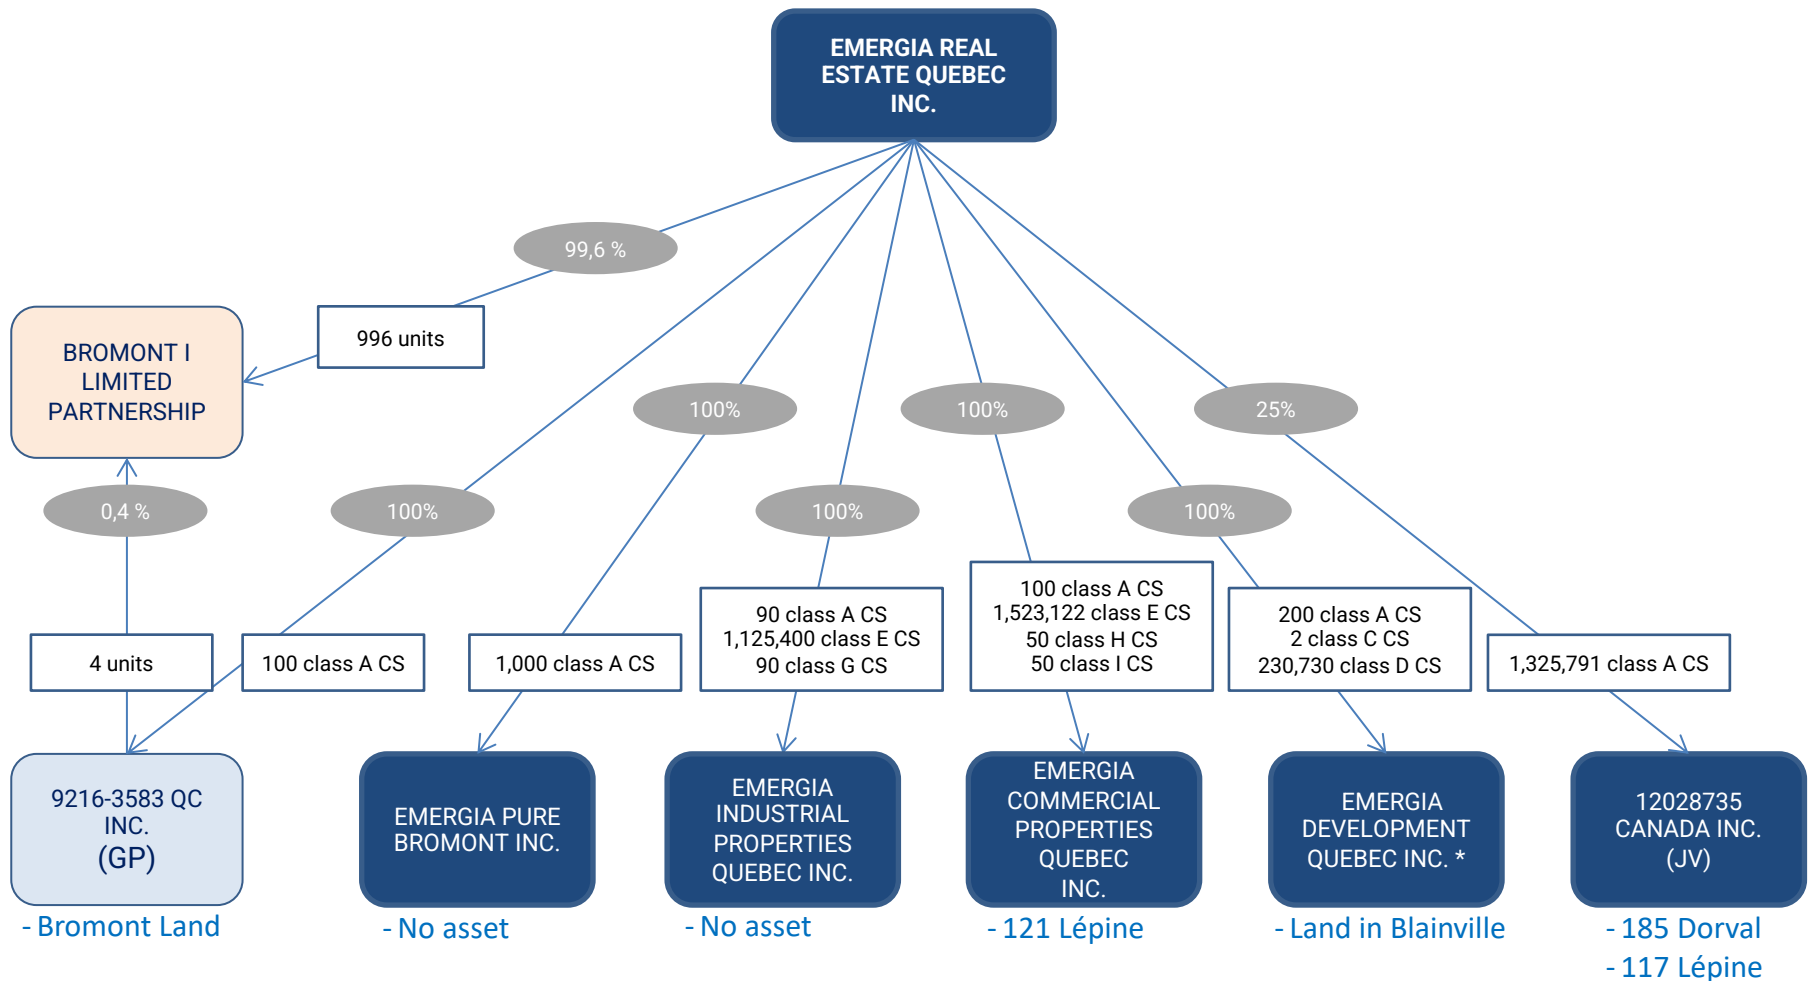 EMERGIA REAL
ESTATE QUEBEC
INC.
99,6 %
996 units
BROMONT I
LIMITED
PARTNERSHIP
100%
100%
25%
0,4 %
100%
100%
100%
4 units
100 class A CS
1,000 class A CS
90 class A CS
1,125,400 class E CS
90 class G CS
100 class A CS
1,523,122 class E CS
50 class H CS
50 class I CS
200 class A CS
2 class C CS
230,730 class D CS
1,325,791 class A CS
9216-3583 QC
INC.
(GP)
EMERGIA PURE
BROMONT INC.
EMERGIA
INDUSTRIAL
PROPERTIES
QUEBEC INC.
EMERGIA
COMMERCIAL
PROPERTIES
QUEBEC
INC.
EMERGIA
DEVELOPMENT
QUEBEC INC. *
12028735
CANADA INC.
(JV)
- Bromont Land
- No asset
- No asset
- 121 Lépine
- Land in Blainville
- 185 Dorval
- 117 Lépine